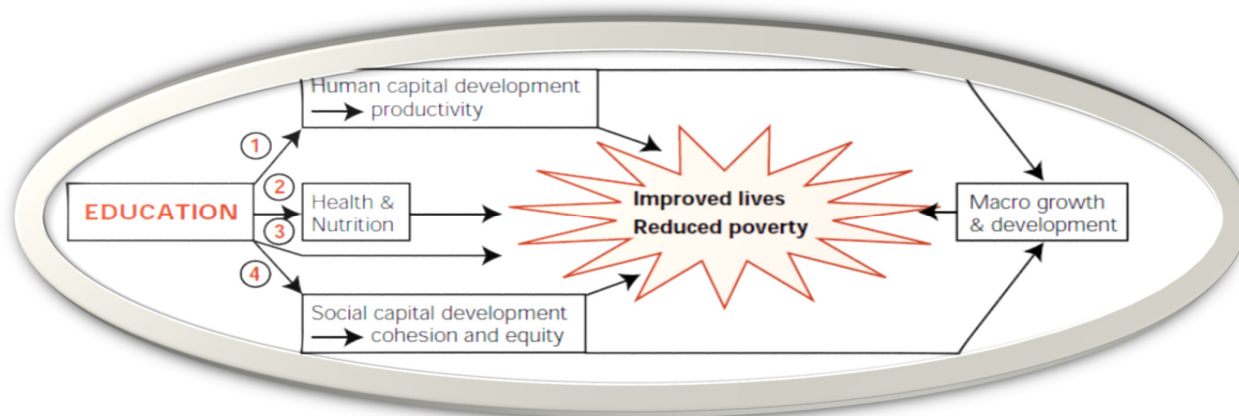 Human capital development
productivity
1
2
EDUCATION
Health &
Nutrition
3
4
Social capital development
cohesion and equity
Improved lives
Reduced poverty
Macro growth
& development